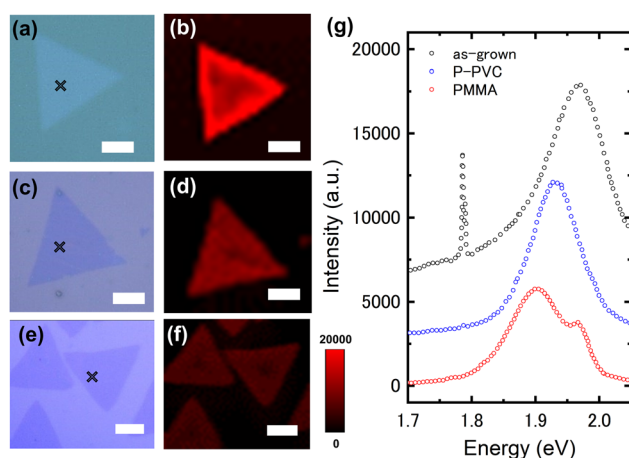 (a)
(b)
(c)
(d)
(e)
(f)
20000
0
(g)
20000
15000
10000
5000
0
Intensity (a.u.)
as-grown
P-PVC
PMMA
1.7 1.8 1.9 2.0
Energy (eV)